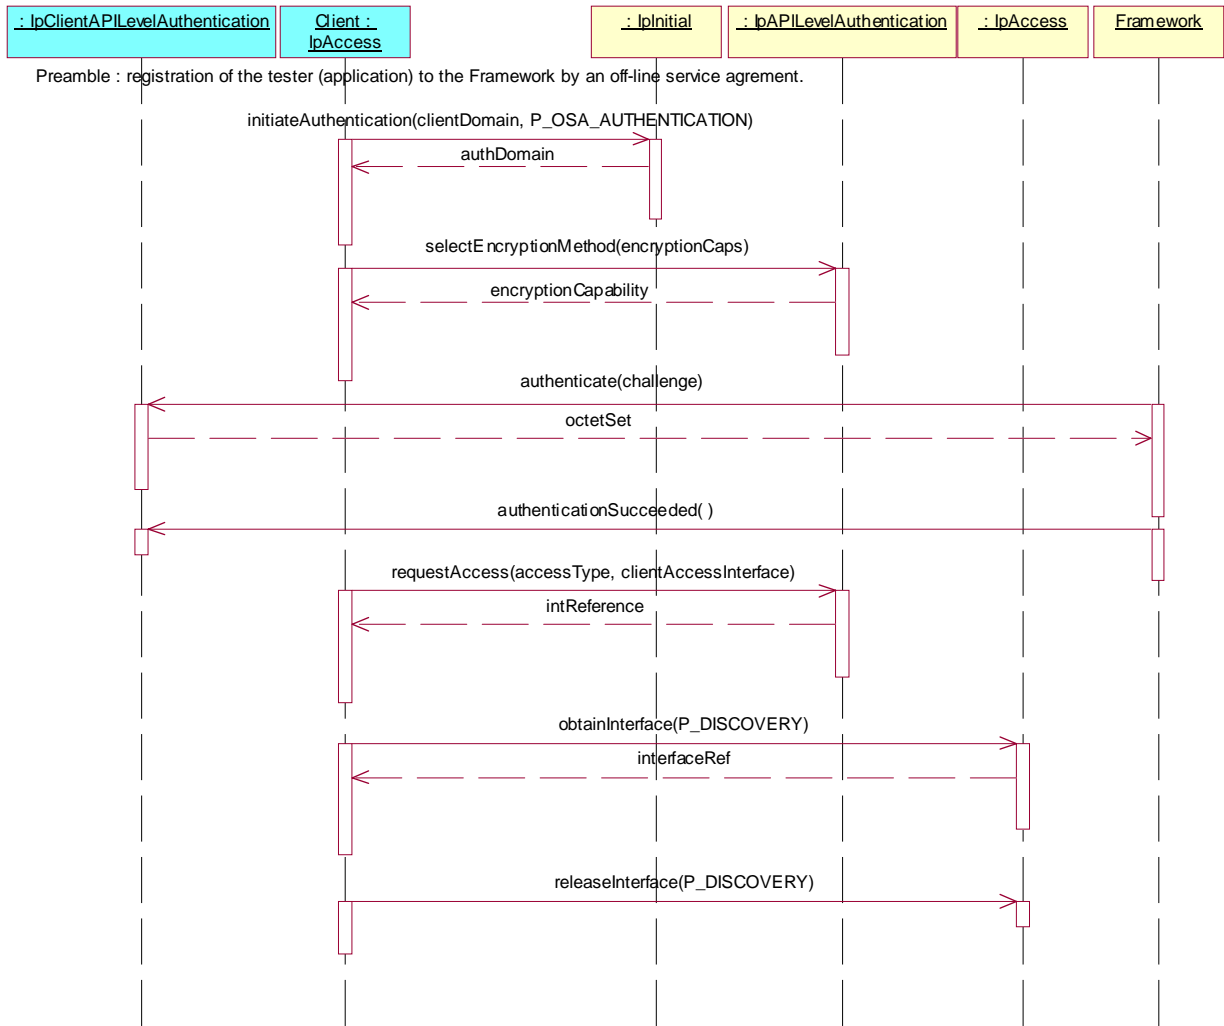 : IpClientAPILevelAuthentication
Client :
IpAccess
: IpInitial
: IpAPILevelAuthentication
: IpAccess
Framework
Preamble : registration of the tester (application) to the Framework by an off-line service agrement.
initiateAuthentication(clientDomain, P_OSA_AUTHENTICATION)
authDomain
selectEncryptionMethod(encryptionCaps)
encryptionCapability
authenticate(challenge)
octetSet
authenticationSucceeded( )
requestAccess(accessType, clientAccessInterface)
intReference
obtainInterface(P_DISCOVERY)
interfaceRef
releaseInterface(P_DISCOVERY)